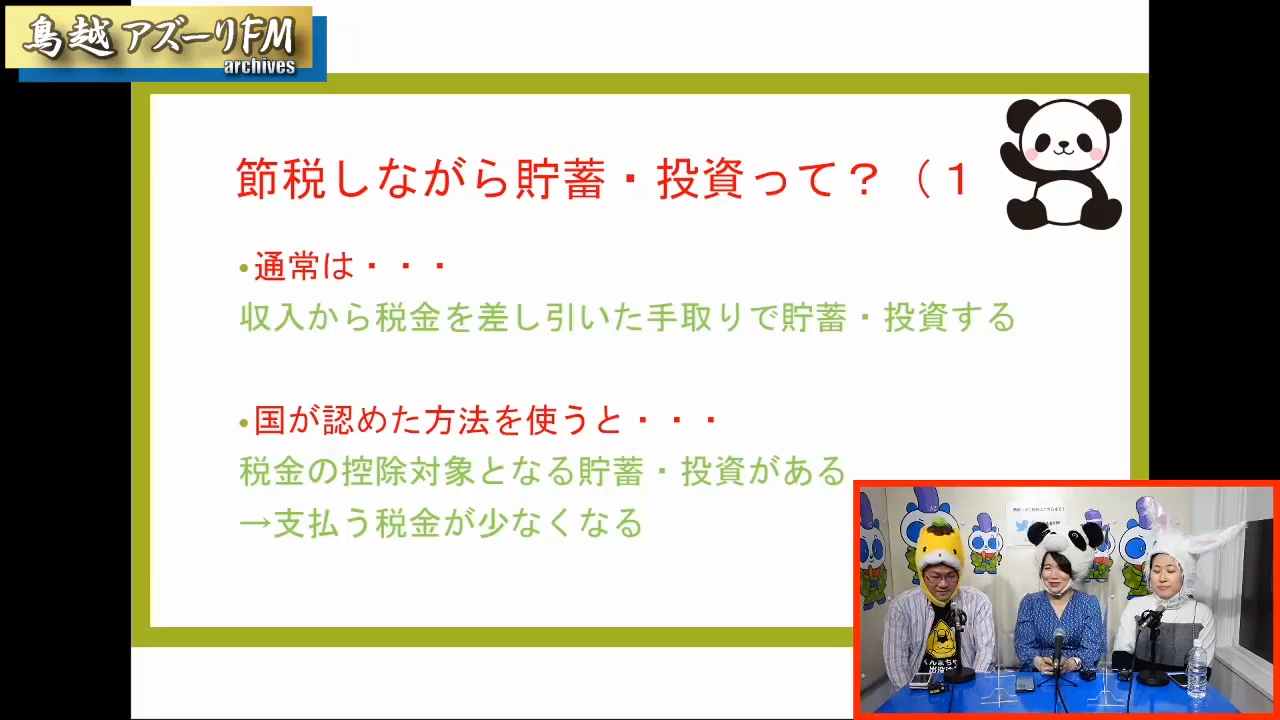 鳥越アズーリFM
archives
節税しながら貯蓄・投資って？（１
•通常は・・・
収入から税金を差し引いた手取りで貯蓄・投資する
•国が認めた方法を使うと・・・
税金の控除対象となる貯蓄・投資がある
→支払う税金が少なくなる